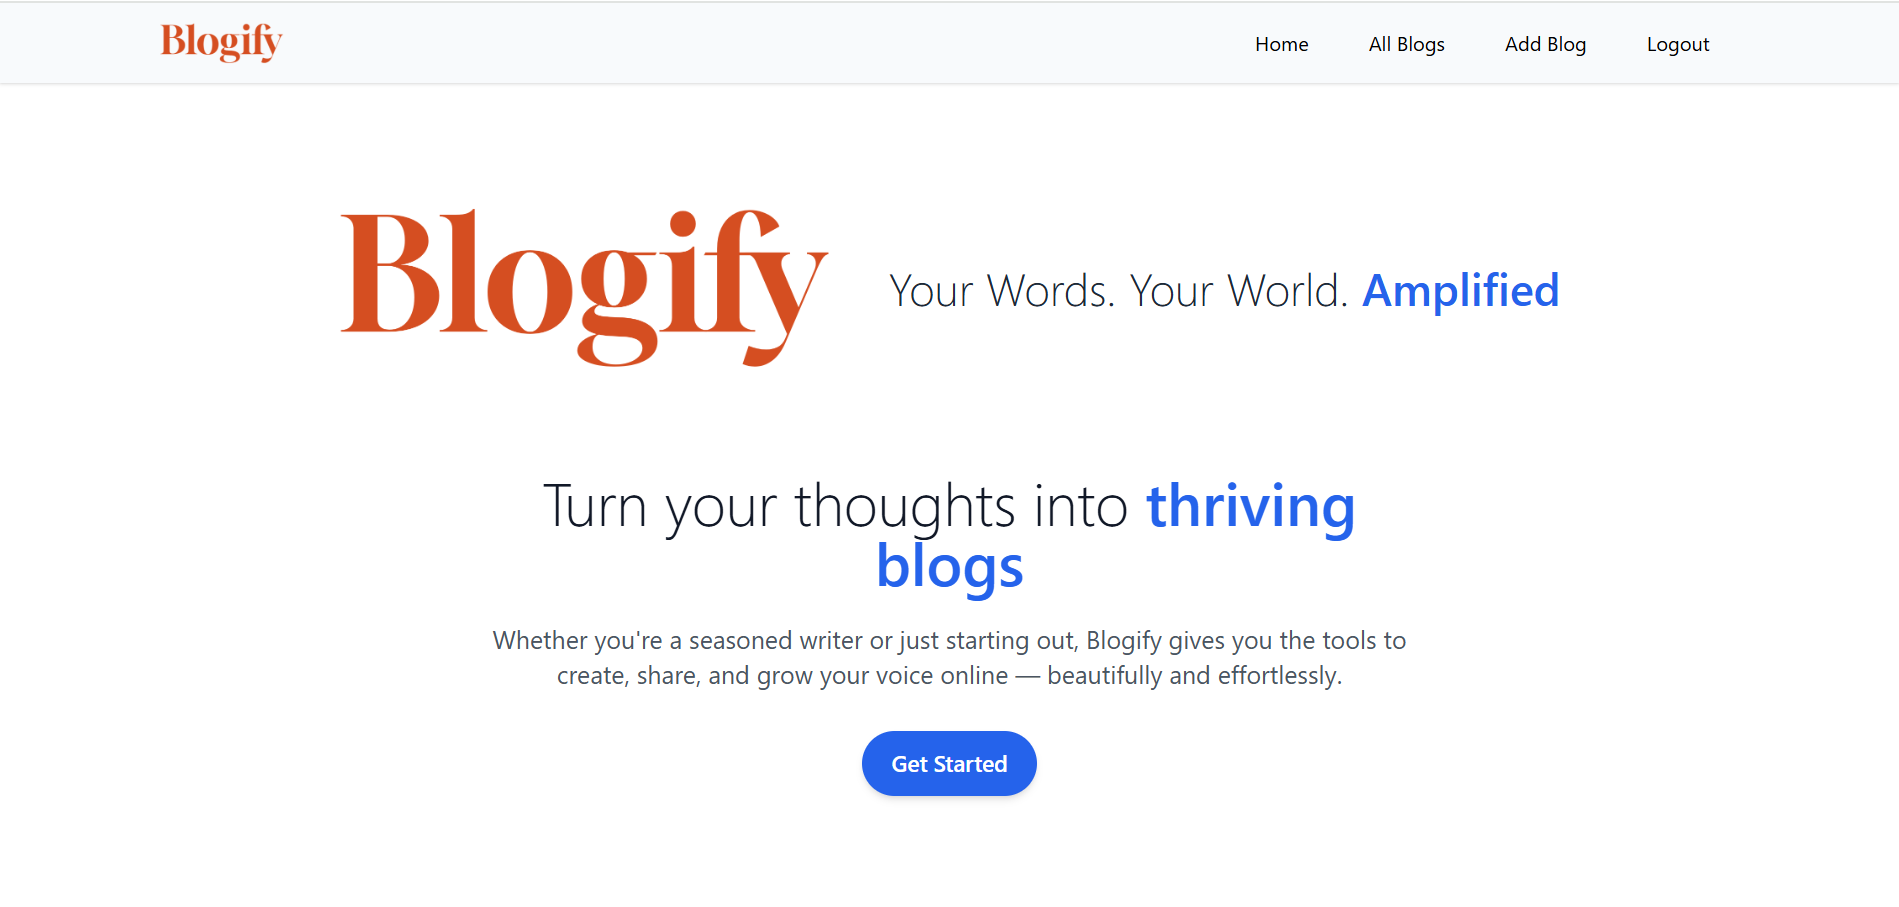 Blogify
Home
All Blogs
Add Blog
Logout
Blogify
Your Words. Your World. Amplified
Turn your thoughts into thriving
blogs
Whether you're a seasoned writer or just starting out, Blogify gives you the tools to
create, share, and grow your voice online — beautifully and effortlessly.
Get Started